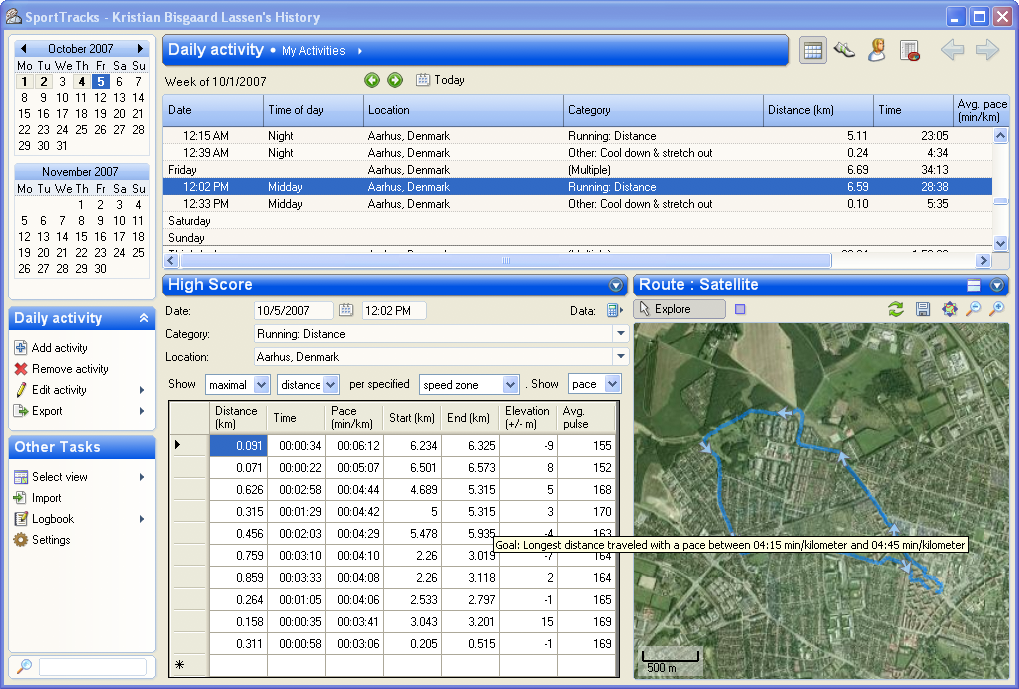 SportTracks - Kristian Bisgaard Lassen's History
October 2007
Mo Tu We Th Fr Sa Su
1 2 3 4 5 6 7
8 9 10 11 12 13 14
15 16 17 18 19 20 21
22 23 24 25 26 27 28
29 30 31
November 2007
Mo Tu We Th Fr Sa Su
1 2 3 4
5 6 7 8 9 10 11
12 13 14 15 16 17 18
19 20 21 22 23 24 25
26 27 28 29 30
Daily activity
Add activity
Remove activity
Edit activity
Export
Other Tasks
Select view
Import
Logbook
Settings
Daily activity • My Activities
Week of 10/1/2007
Today
Date Time of day Location Category Distance (km) Time Avg. pace (min/km)
12:15 AM Night Aarhus, Denmark Running: Distance 5.11 23:05
12:39 AM Night Aarhus, Denmark Other: Cool down & stretch out 0.24 4:34
Friday Aarhus, Denmark (Multiple) 6.69 34:13
12:02 PM Midday Aarhus, Denmark Running: Distance 6.59 28:38
12:33 PM Midday Aarhus, Denmark Other: Cool down & stretch out 0.10 5:35
Saturday
Sunday
High Score
Date: 10/5/2007 12:02 PM Data:
Category: Running: Distance
Location: Aarhus, Denmark
Show maximal distance per specified speed zone . Show pace
Distance (km) Time Pace (min/km) Start (km) End (km) Elevation (+/- m) Avg. pulse
0.091 00:00:34 00:06:12 6.234 6.325 -9 155
0.071 00:00:22 00:05:07 6.501 6.573 8 152
0.626 00:02:58 00:04:44 4.689 5.315 5 168
0.315 00:01:29 00:04:42 5 5.315 3 170
0.456 00:02:03 00:04:29 5.478 5.935 -4 163
Goal: Longest distance traveled with a pace between 04:15 min/kilometer and 04:45 min/kilometer
0.759 00:03:10 00:04:10 2.26 3.019 -7 164
0.859 00:03:33 00:04:08 2.26 3.118 2 164
0.264 00:01:05 00:04:06 2.533 2.797 -1 165
0.158 00:00:35 00:03:41 3.043 3.201 15 169
0.311 00:00:58 00:03:06 0.205 0.515 -1 169
Route : Satellite
Explore
500 m